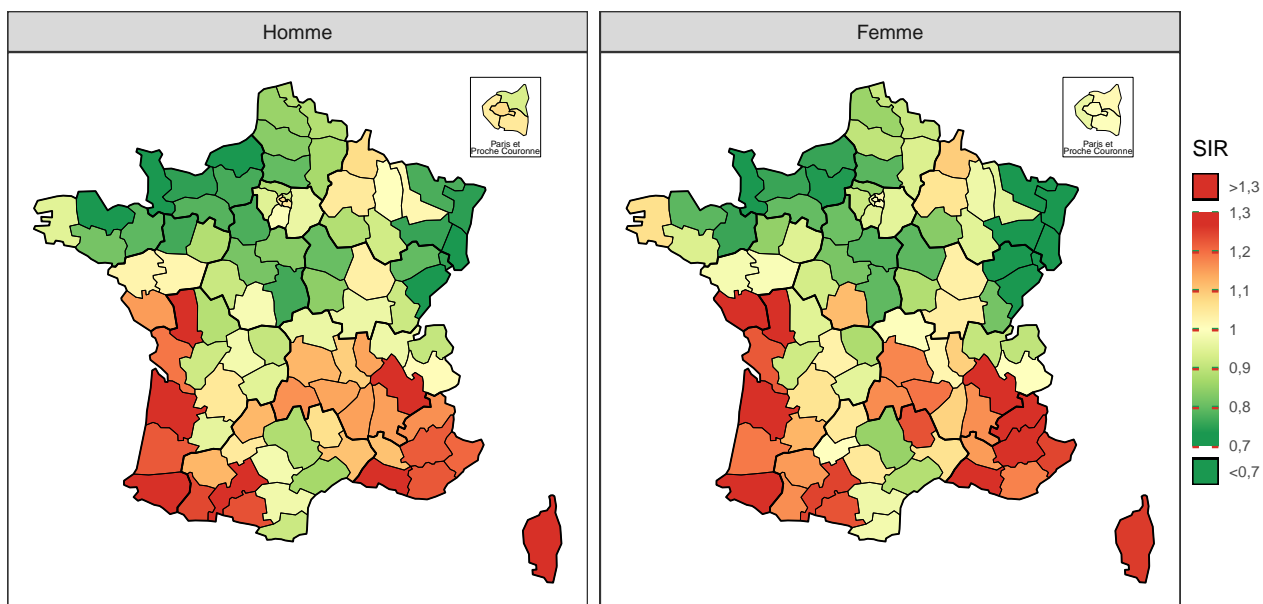 Homme
Femme
Paris et
Proche Couronne
Paris et
Proche Couronne
SIR
>1,3
1,3
1,2
1,1
1
0,9
0,8
0,7
<0,7